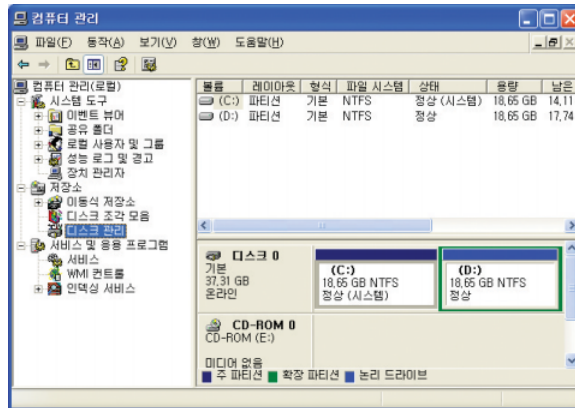 컴퓨터 관리
파일(F) 동작(A) 보기(V) 창(W) 도움말(H)
컴퓨터 관리(로컬)
시스템 도구
이벤트 뷰어
공유 폴더
로컬 사용자 및 그룹
성능 로그 및 경고
장치 관리자
저장소
이동식 저장소
디스크 조각 모음
디스크 관리
서비스 및 응용 프로그램
서비스
WMI 컨트롤
인덱싱 서비스
볼륨 레이아웃 형식 파일 시스템 상태 용량 남은
(C:) 파티션 기본 NTFS 정상 (시스템) 18,65 GB 14,11
(D:) 파티션 기본 NTFS 정상 18,65 GB 17,74
디스크 0
기본
37,31 GB
온라인
(C:)
18,65 GB NTFS
정상 (시스템)
(D:)
18,65 GB NTFS
정상
CD-ROM 0
CD-ROM (E:)
미디어 없음
주 파티션 확장 파티션 논리 드라이브